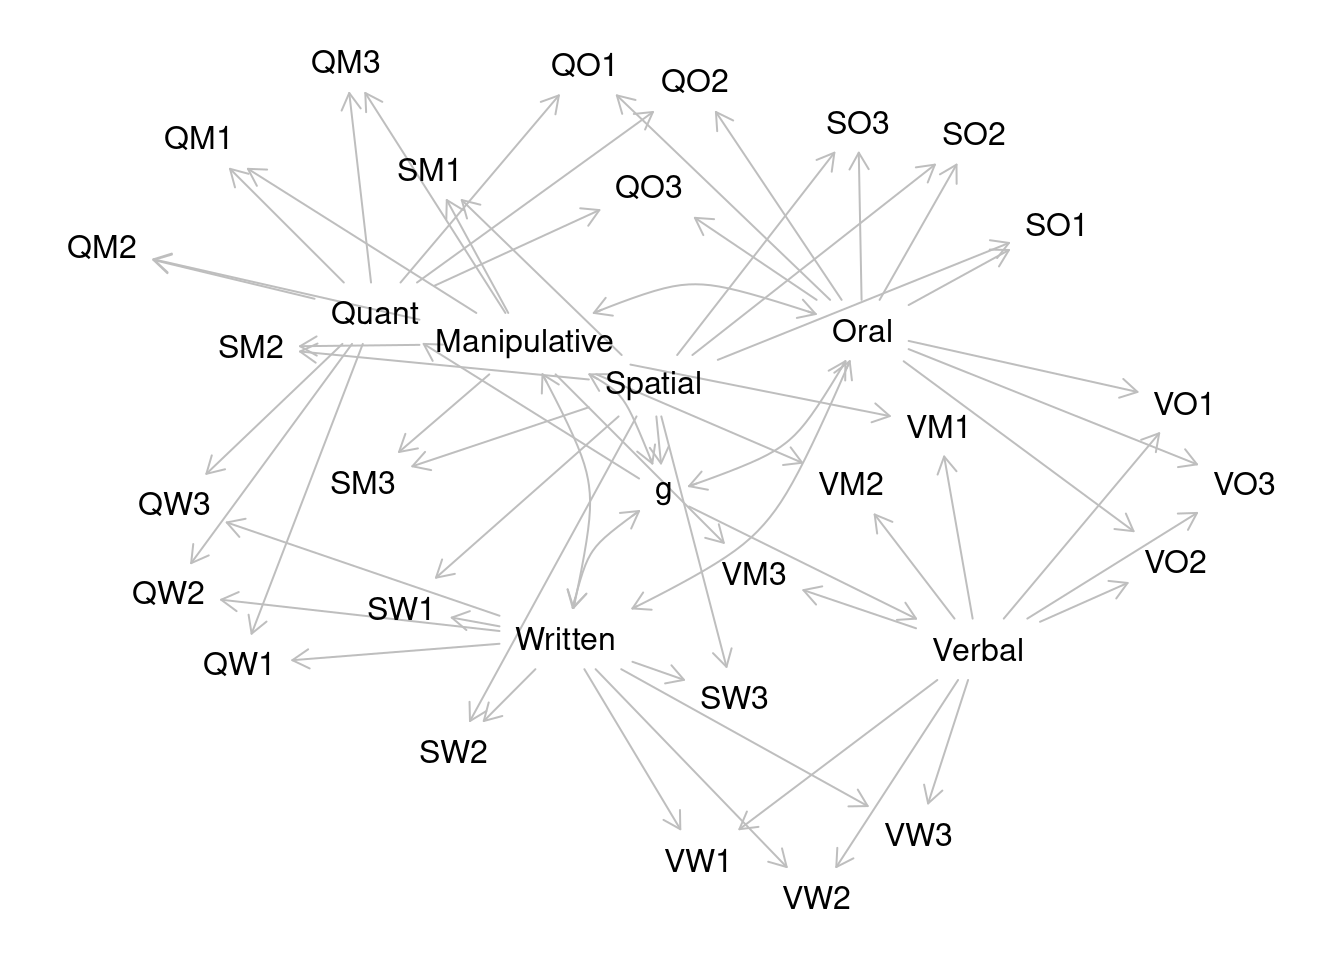 QM3
QO1
QO2
QM1
SO3
SO2
SM1
QO3
SO1
QM2
Quant
Oral
Manipulative
SM2
Spatial
VO1
VM1
SM3
VM2
VO3
g
QW3
VO2
VM3
QW2
SW1
Written
Verbal
QW1
SW3
SW2
VW3
VW1
VW2